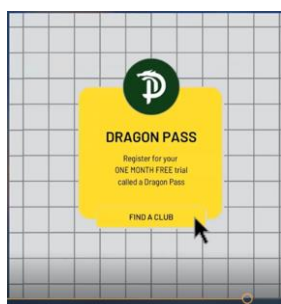 DRAGON PASS
Register for your
ONE MONTH FREE trial
called a Dragon Pass
FIND A CLUB